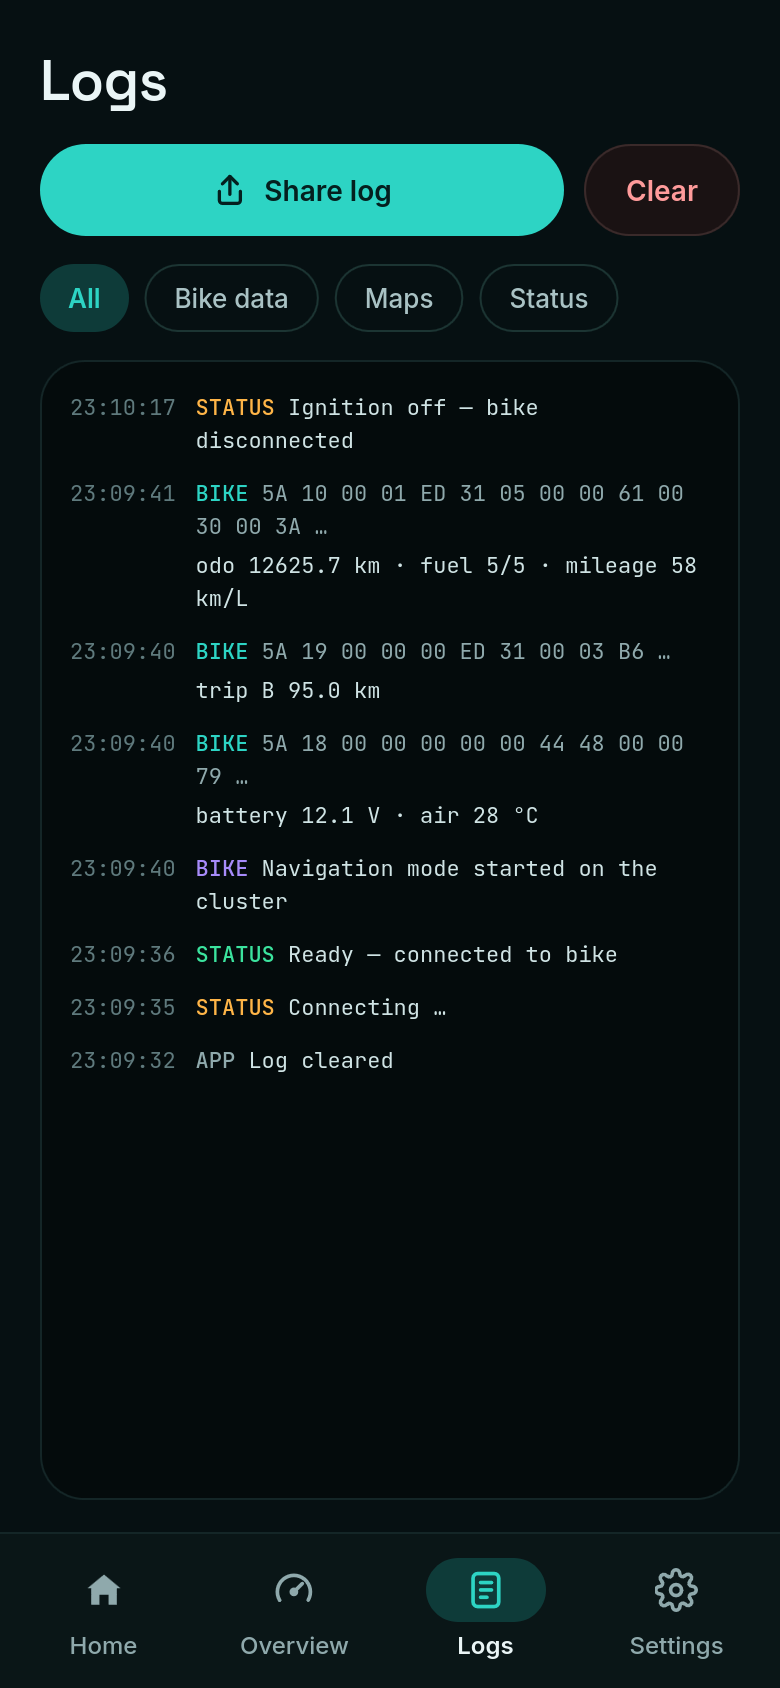 Logs
Share log
Clear
All
Bike data
Maps
Status
23:10:17 STATUS Ignition off — bike
disconnected
23:09:41 BIKE 5A 10 00 01 ED 31 05 00 00 61 00
30 00 3A …
odo 12625.7 km · fuel 5/5 · mileage 58
km/L
23:09:40 BIKE 5A 19 00 00 00 ED 31 00 03 B6 …
trip B 95.0 km
23:09:40 BIKE 5A 18 00 00 00 00 00 44 48 00 00
79 …
battery 12.1 V · air 28 °C
23:09:40 BIKE Navigation mode started on the
cluster
23:09:36 STATUS Ready — connected to bike
23:09:35 STATUS Connecting …
23:09:32 APP Log cleared
Home
Overview
Logs
Settings